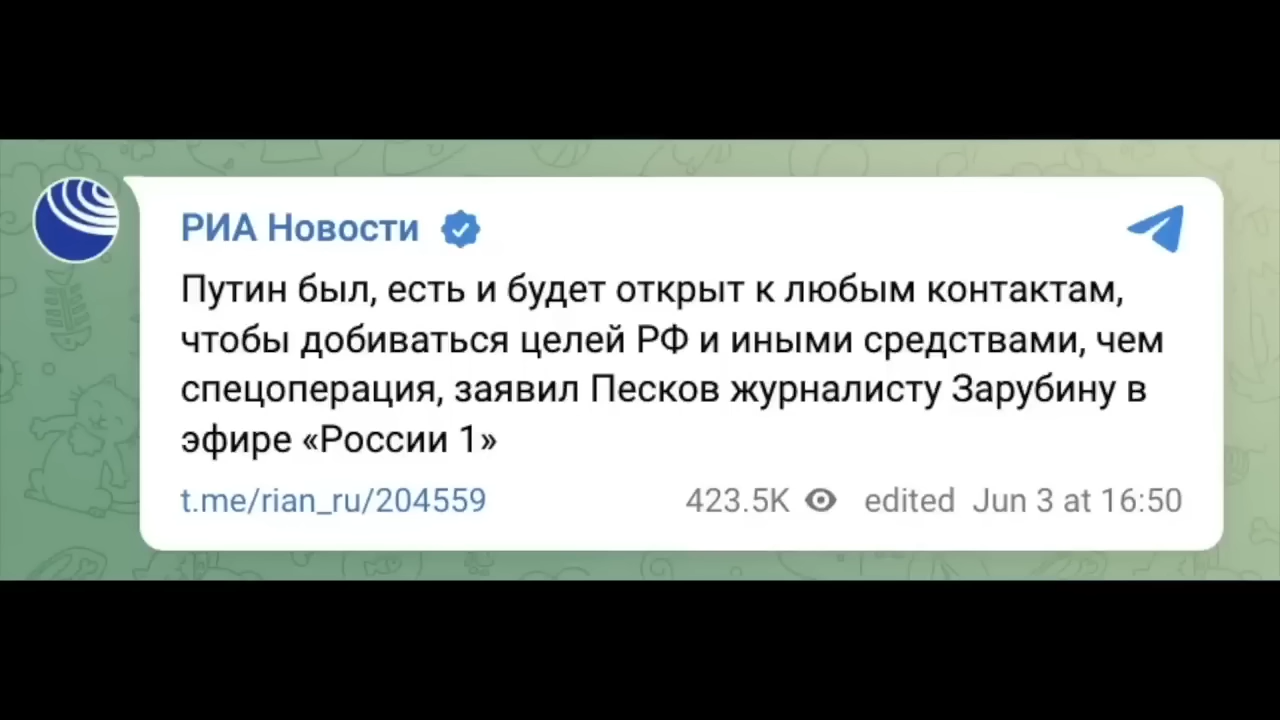 РИА Новости
Путин был, есть и будет открыт к любым контактам,
чтобы добиваться целей РФ и иными средствами, чем
спецоперация, заявил Песков журналисту Зарубину в
эфире «России 1»
t.me/rian_ru/204559 423.5K edited Jun 3 at 16:50